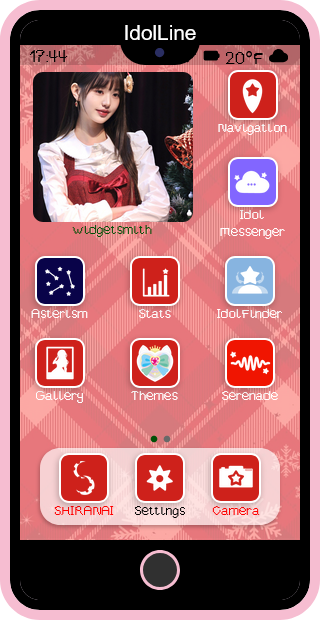 IdolLine
17:44
20°F
Navigation
widgetsmith
Idol
Messenger
Asterism
Stats
IdolFinder
Gallery
Themes
Serenade
SHIRANAI
Settings
Camera